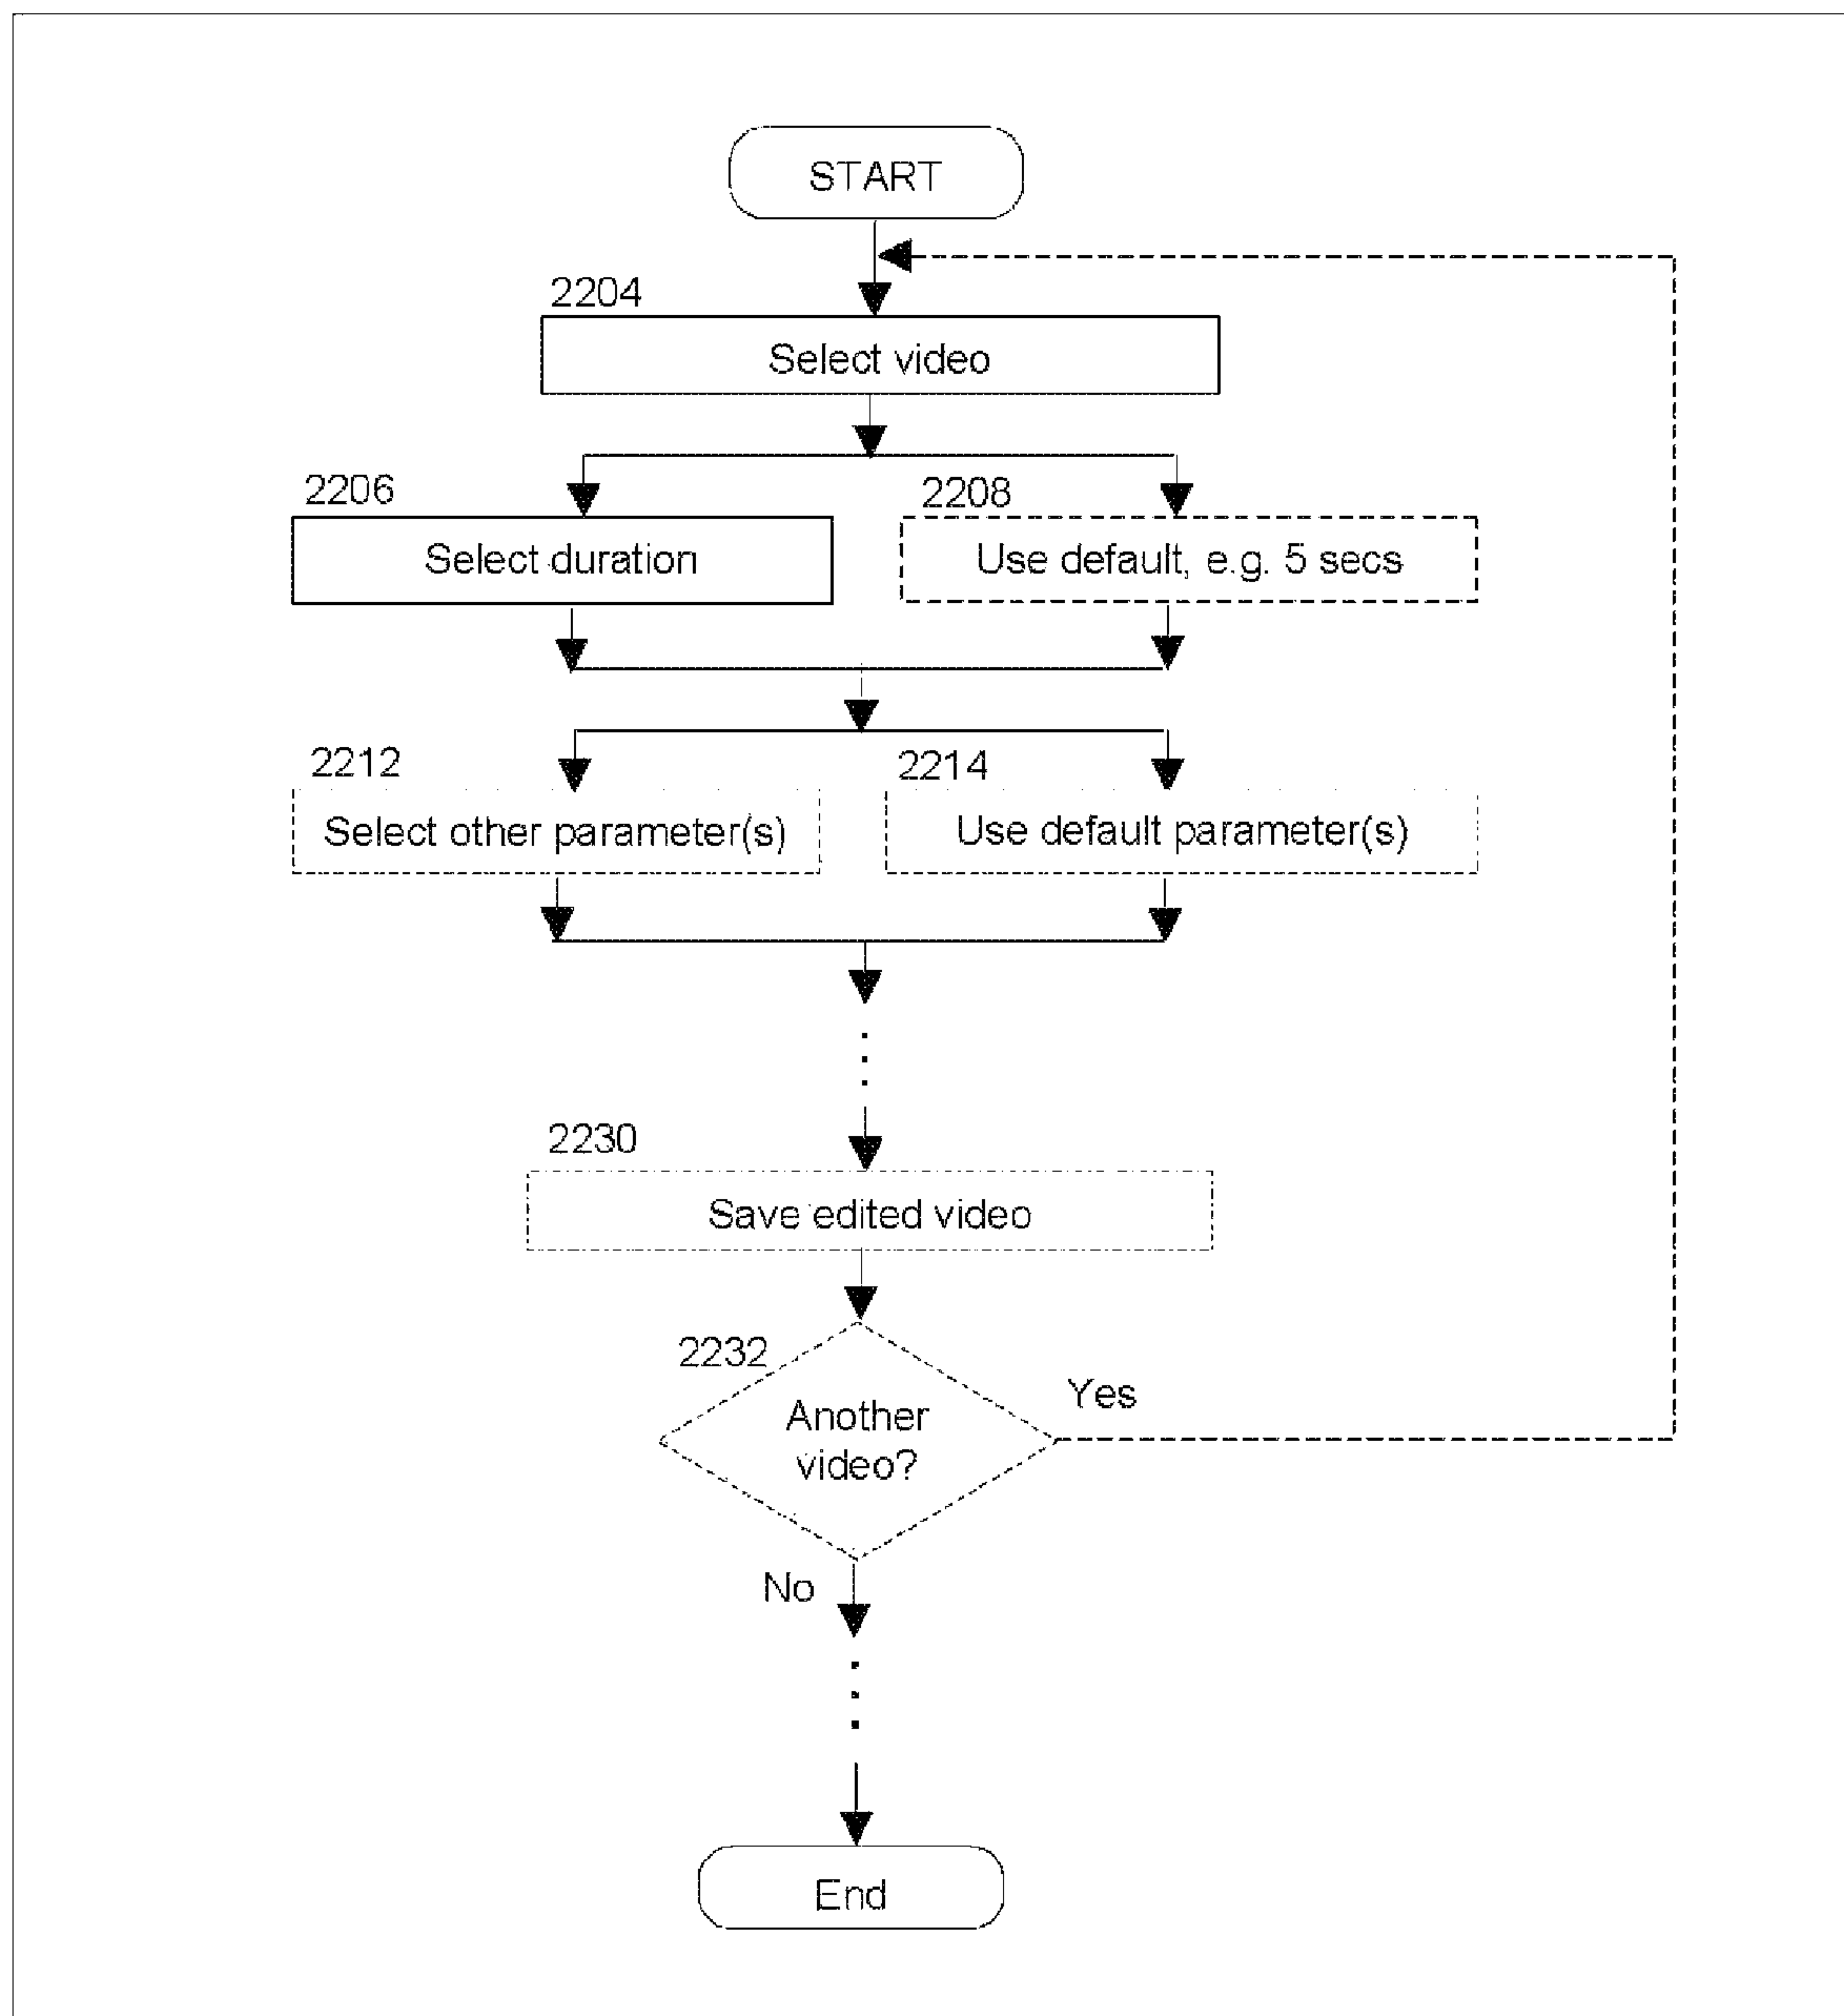 START
2204
Select video
2206
Select duration
2208
Use default, e.g. 5 secs
2212
Select other parameter(s)
2214
Use default parameter(s)
2230
Save edited video
2232
Another
video?
Yes
No
End